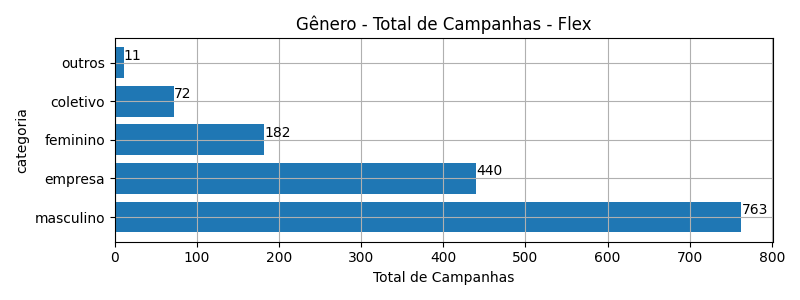 Gênero - Total de Campanhas - Flex
categoria
outros 11
coletivo 72
feminino 182
empresa 440
masculino 763
0 100 200 300 400 500 600 700 800
Total de Campanhas